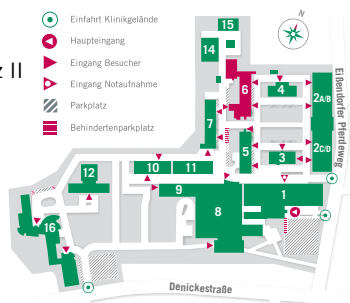 z II
Einfahrt Klinikgelände
Haupteingang
Eingang Besucher
Eingang Notaufnahme
Parkplatz
Behindertenparkplatz
N
15
14
6
4
2A/B
7
5
3
2C/D
Eißendorfer Pferdeweg
12
10
11
9
1
8
16
Denickestraße